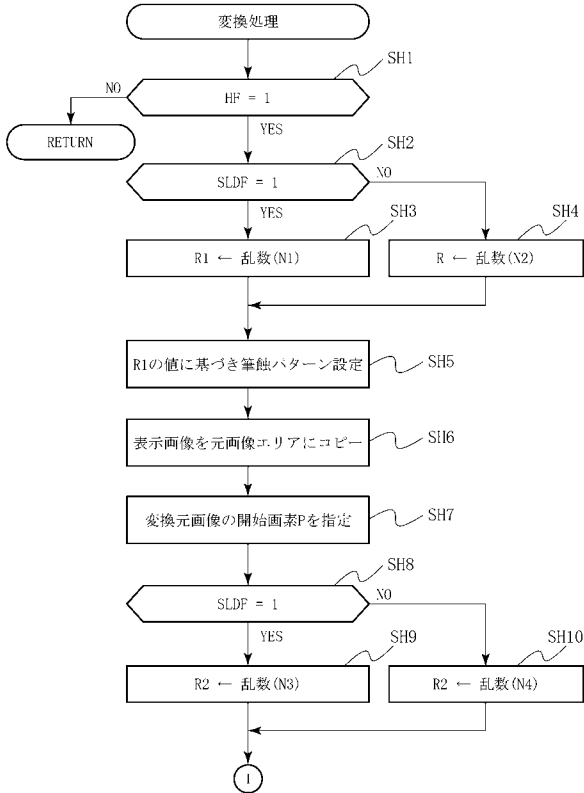 変換処理
SH1
NO
HF = 1
RETURN
YES
SH2
SLDF = 1
NO
YES
SH3
SH4
R1 ← 乱数(N1)
R ← 乱数(N2)
R1の値に基づき筆蝕パターン設定
SH5
表示画像を元画像エリアにコピー
SH6
変換元画像の開始画素Pを指定
SH7
SH8
SLDF = 1
NO
YES
SH9
SH10
R2 ← 乱数(N3)
R2 ← 乱数(N4)
1